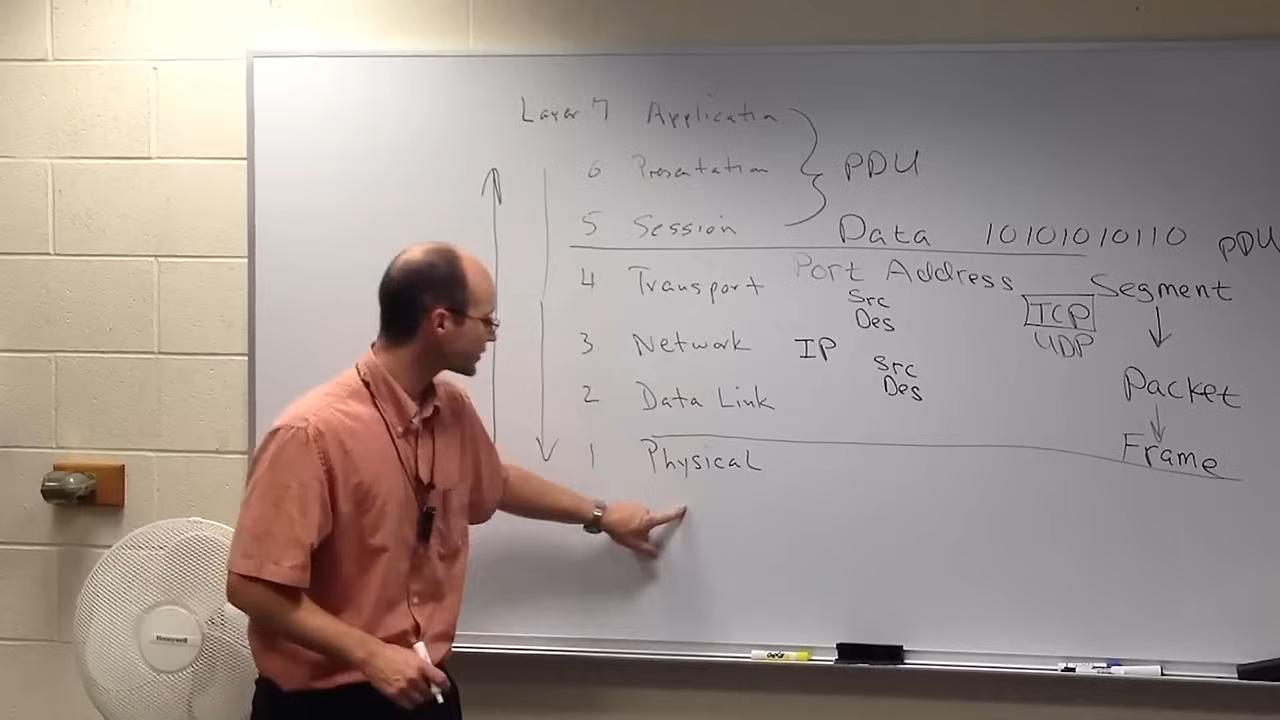 Layer 7 Application
6 Presentation PDU
5 Session Data 10101010110 PDU
4 Transport Port Address Segment
Src
Des
TCP
UDP
3 Network IP
Src
Des
Packet
2 Data Link
1 Physical Frame
Honeywell